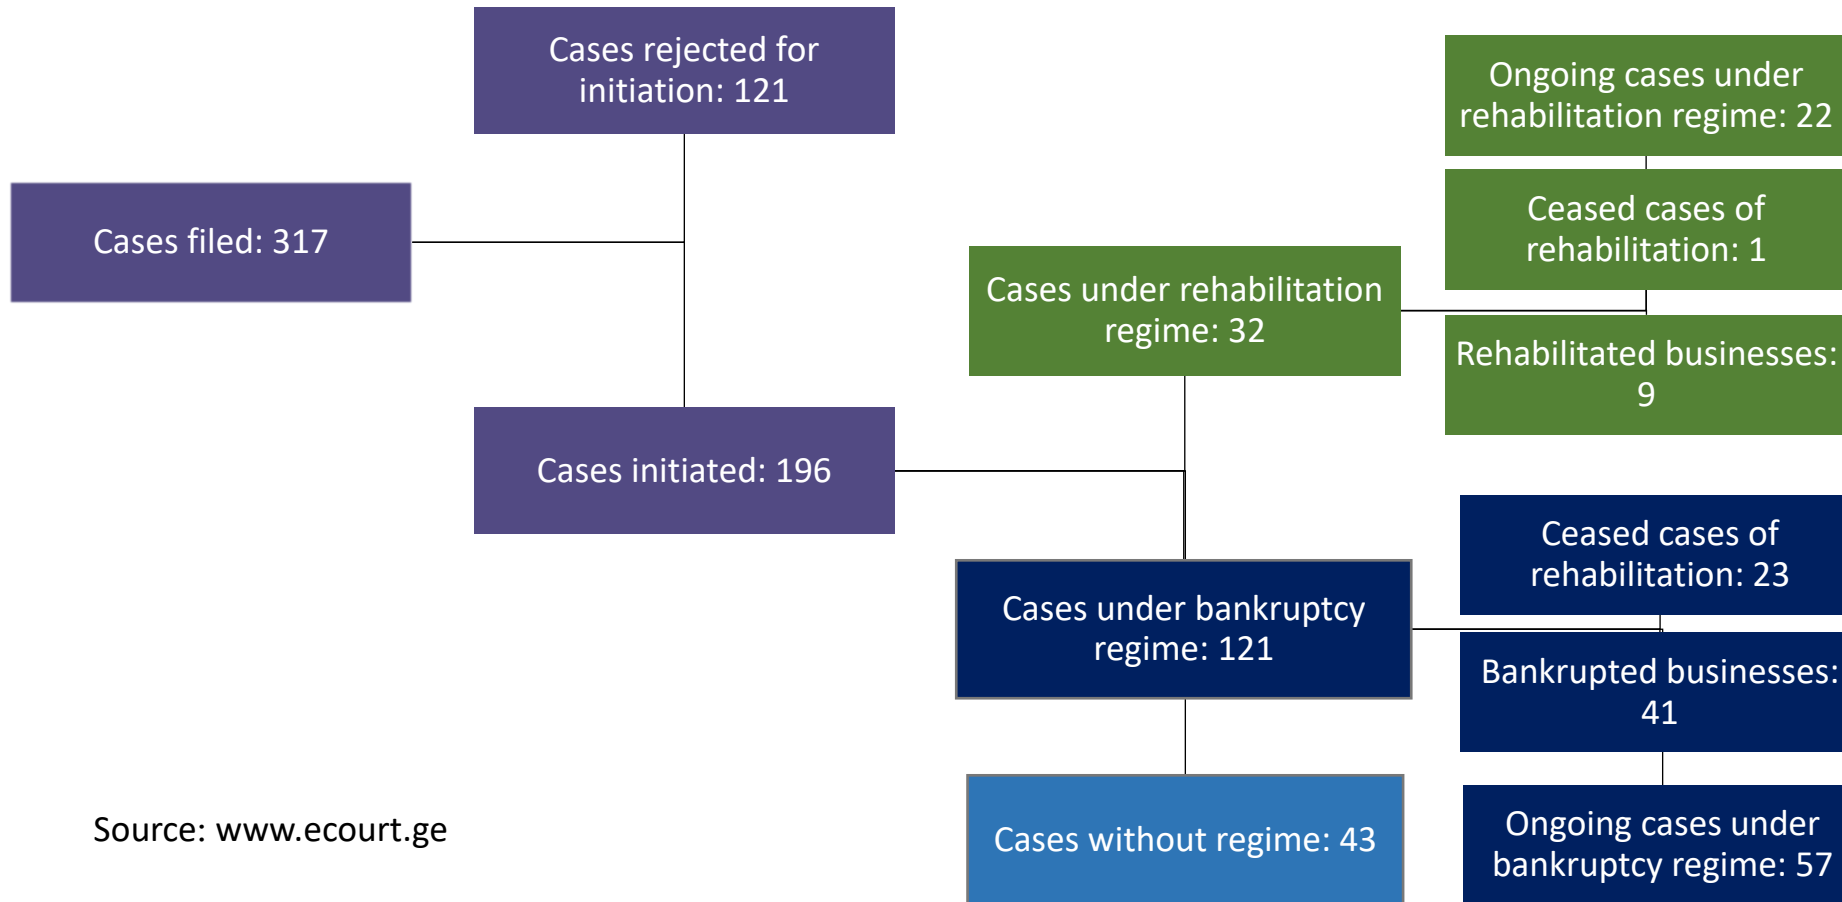 Cases rejected for
initiation: 121
Cases filed: 317
Cases initiated: 196
Cases under rehabilitation
regime: 32
Ongoing cases under
rehabilitation regime: 22
Ceased cases of
rehabilitation: 1
Rehabilitated businesses:
9
Cases under bankruptcy
regime: 121
Ceased cases of
rehabilitation: 23
Bankrupted businesses:
41
Ongoing cases under
bankruptcy regime: 57
Cases without regime: 43
Source: www.ecourt.ge